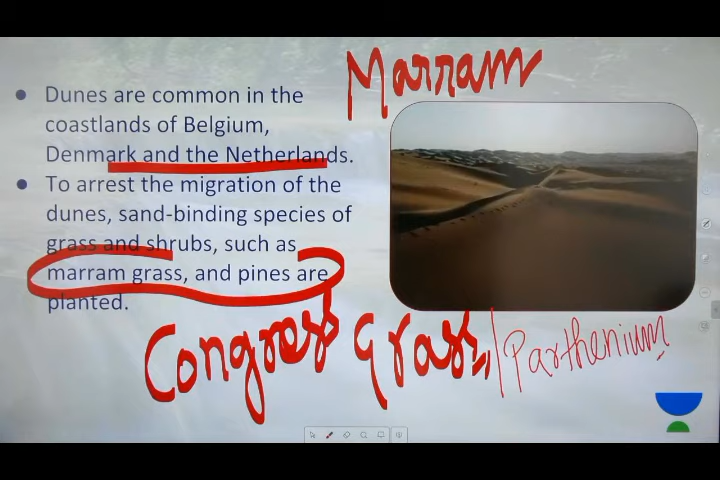 Marram
● Dunes are common in the
coastlands of Belgium,
Denmark and the Netherlands.
● To arrest the migration of the
dunes, sand-binding species of
grass and shrubs, such as
marram grass, and pines are
planted.
Congress Grass, / Parthenium